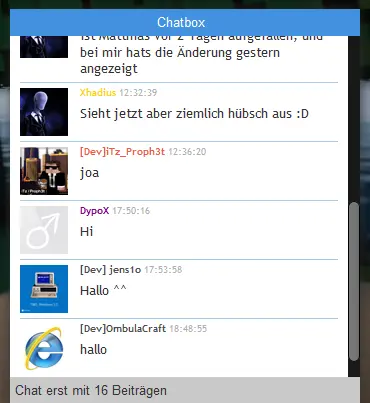 Chatbox
ist Matthias vor 2 Tagen aufgefallen, und
bei mir hats die Änderung gestern
angezeigt
Xhadius 12:32:39
Sieht jetzt aber ziemlich hübsch aus :D
[Dev]iTz_Proph3t 12:36:20
joa
DypoX 17:50:16
Hi
[Dev] jens1o 17:53:58
Hallo ^^
[Dev]OmbulaCraft 18:48:55
hallo
Chat erst mit 16 Beiträgen